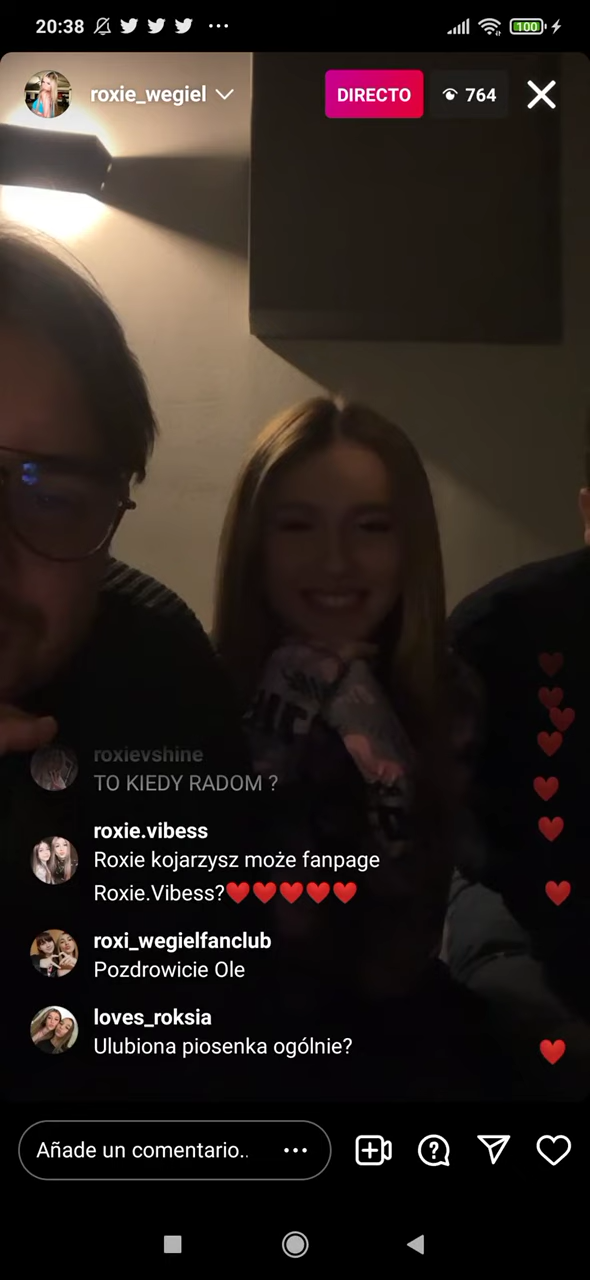 20:38
100
roxie_wegiel
DIRECTO
764
roxievshine
TO KIEDY RADOM ?
roxie.vibess
Roxie kojarzysz może fanpage
Roxie.Vibess?❤️❤️❤️❤️❤️
roxi_wegielfanclub
Pozdrowicie Ole
loves_roksia
Ulubiona piosenka ogólnie?
Añade un comentario..